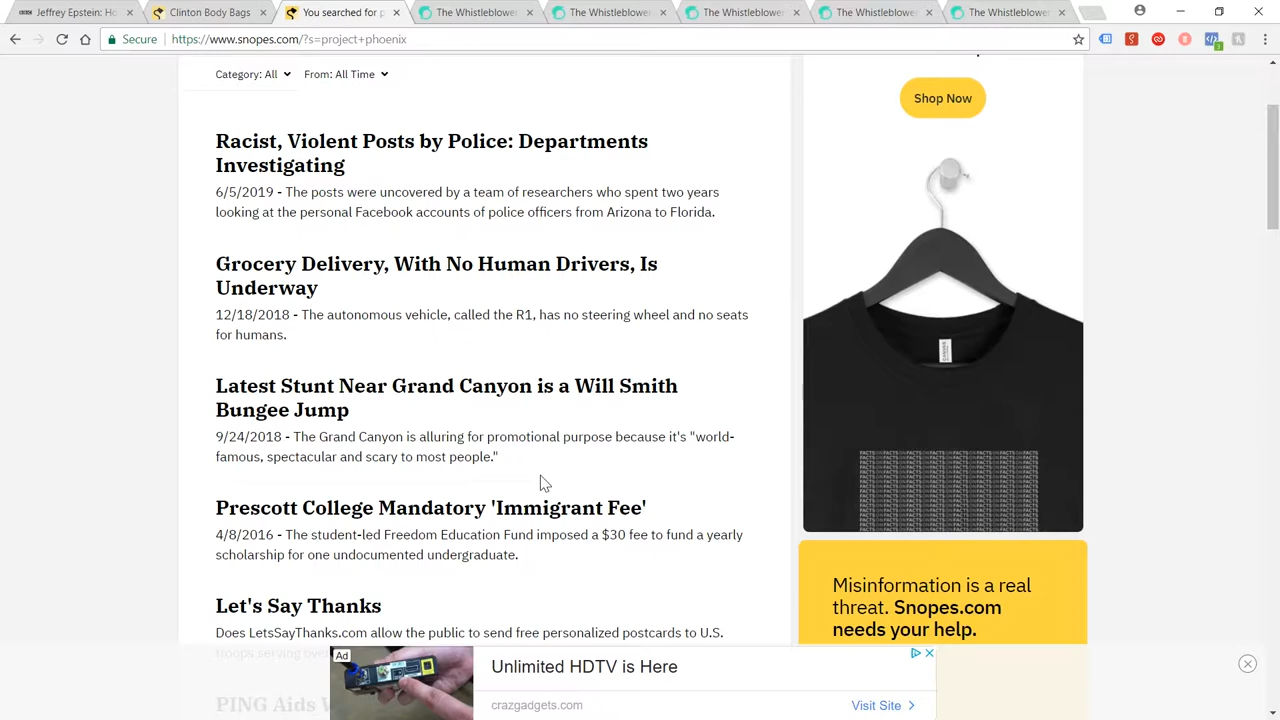 Jeffrey Epstein: Ho
Clinton Body Bags
You searched for p
The Whistleblower
The Whistleblower
The Whistleblower
The Whistleblower
The Whistleblower
Secure
https://www.snopes.com/?s=project+phoenix
Category: All
From: All Time
Shop Now
Racist, Violent Posts by Police: Departments
Investigating
6/5/2019 - The posts were uncovered by a team of researchers who spent two years
looking at the personal Facebook accounts of police officers from Arizona to Florida.
Grocery Delivery, With No Human Drivers, Is
Underway
12/18/2018 - The autonomous vehicle, called the R1, has no steering wheel and no seats
for humans.
Latest Stunt Near Grand Canyon is a Will Smith
Bungee Jump
9/24/2018 - The Grand Canyon is alluring for promotional purpose because it's "world-
famous, spectacular and scary to most people."
Prescott College Mandatory 'Immigrant Fee'
4/8/2016 - The student-led Freedom Education Fund imposed a $30 fee to fund a yearly
scholarship for one undocumented undergraduate.
Let's Say Thanks
Does LetsSayThanks.com allow the public to send free personalized postcards to U.S.
troops serving
PING Aids
Misinformation is a real
threat. Snopes.com
needs your help.
Ad
Unlimited HDTV is Here
crazgadgets.com
Visit Site